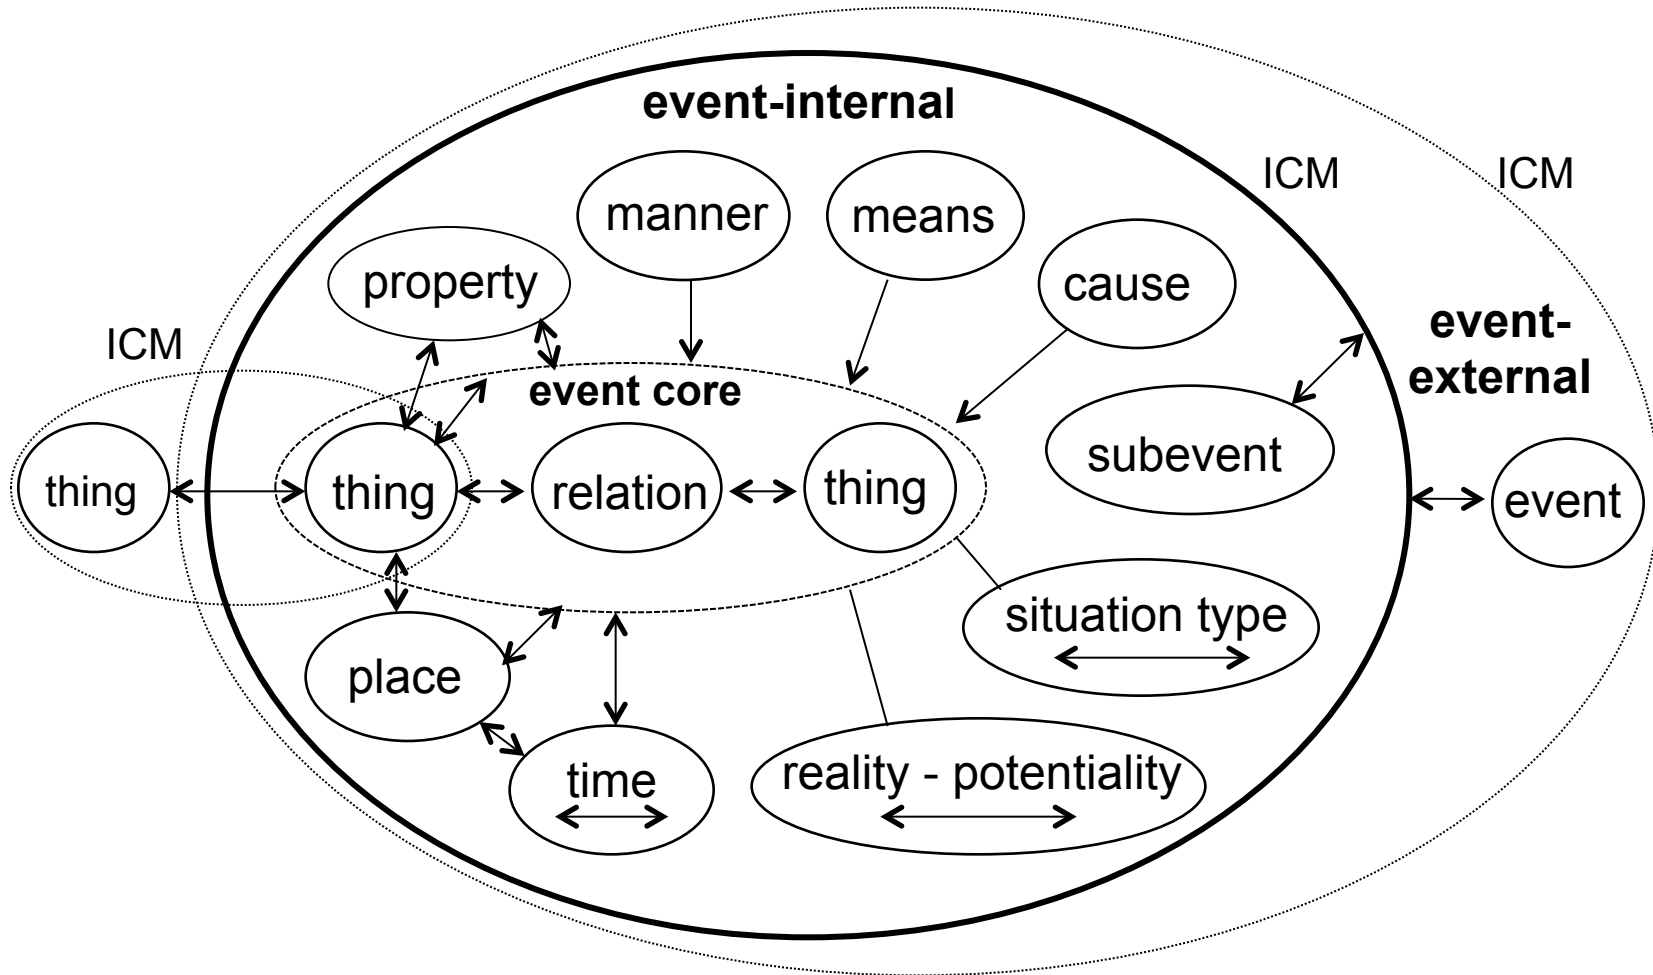 event-internal
ICM
ICM
manner
means
property
cause
ICM
event-
external
event core
subevent
thing
thing
relation
thing
event
situation type
place
time
reality - potentiality